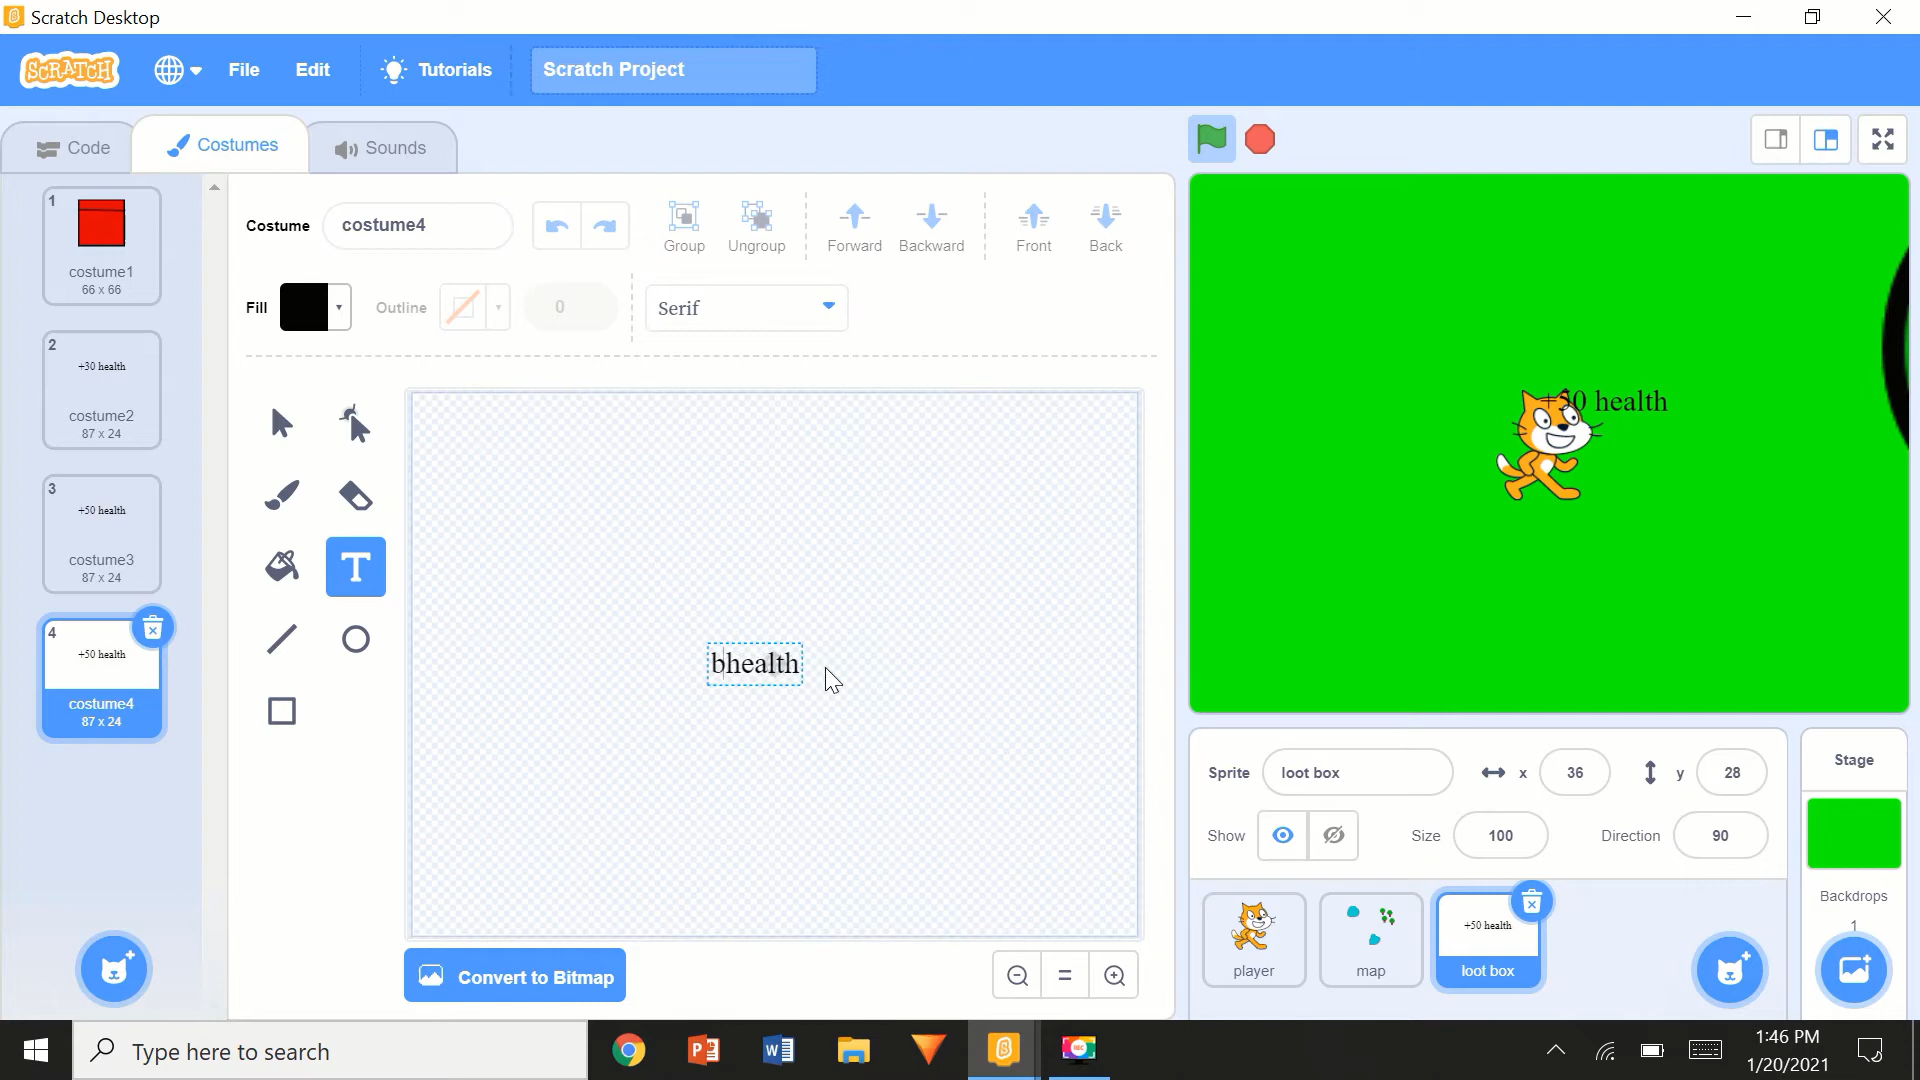 Scratch Desktop
SCRATCH File Edit Tutorials Scratch Project
Code Costumes Sounds
1
costume1
66 x 66
2
+30 health
costume2
87 x 24
3
+50 health
costume3
87 x 24
4
+50 health
costume4
87 x 24
Costume costume4
Group Ungroup Forward Backward Front Back
Fill Outline 0 Serif
T
bhealth
Convert to Bitmap
+50 health
Sprite loot box x 36 y 28
Show Size 100 Direction 90
player
map
+50 health
loot box
Stage
Backdrops
1
Type here to search
1:46 PM
1/20/2021